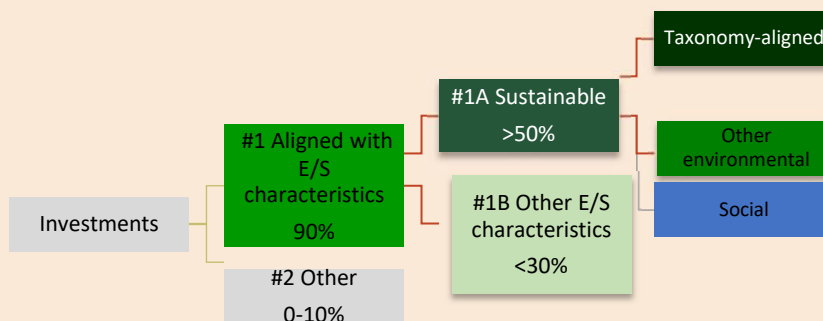 Taxonomy-aligned
#1A Sustainable
>50%
#1 Aligned with
E/S
characteristics
90%
Other
environmental
#1B Other E/S
characteristics
<30%
Social
Investments
#2 Other
0-10%